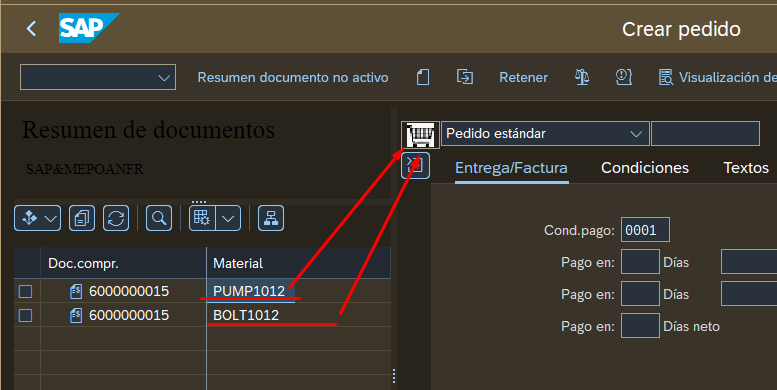 SAP
Crear pedido
Resumen documento no activo
Retener
Visualización de
Resumen de documentos
SAP&MEPOANFR
Pedido estándar
Entrega/Factura
Condiciones
Textos
Doc.compr.
Material
6000000015
PUMP1012
6000000015
BOLT1012
Cond.pago:
0001
Pago en:
Días
Pago en:
Días
Pago en:
Días neto